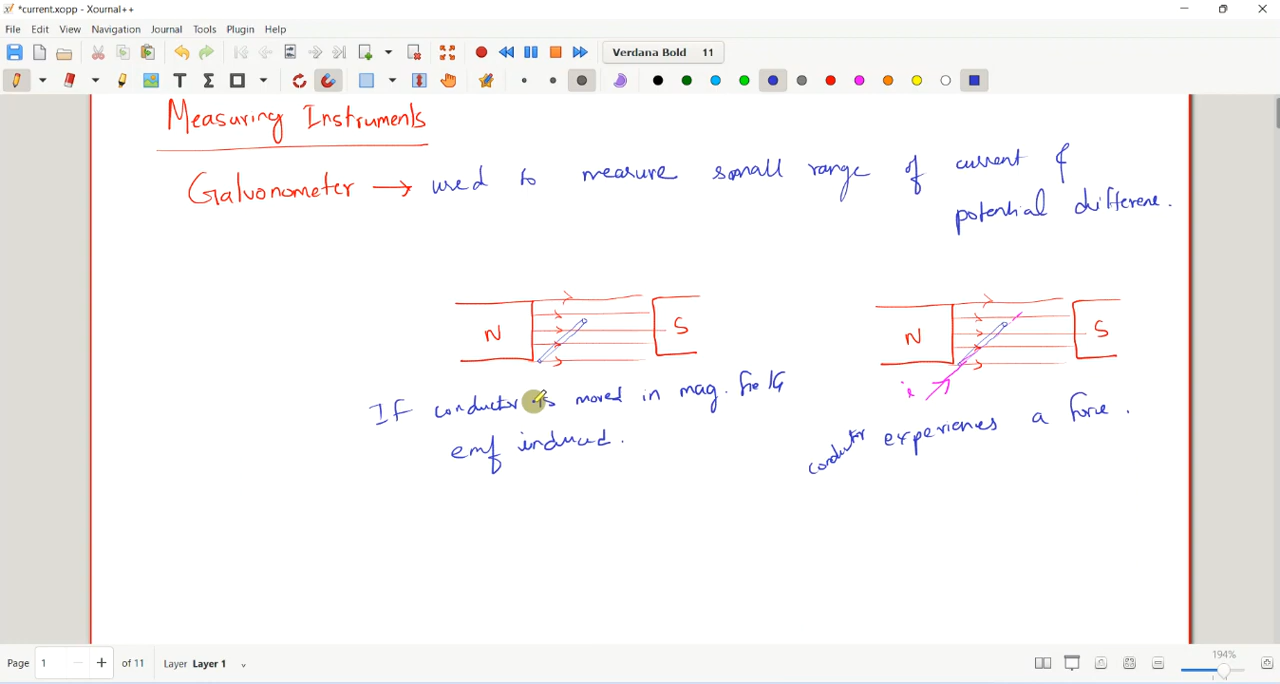 *current.xopp - Xournal++
File Edit View Navigation Journal Tools Plugin Help
Verdana Bold 11
Measuring Instruments
Galvonometer → used to measure small range of current &
potential differene.
N S
N S
i
If conductor is moved in mag. field
emf induced.
conductor experiences a force.
Page 1 of 11 Layer Layer 1 194%